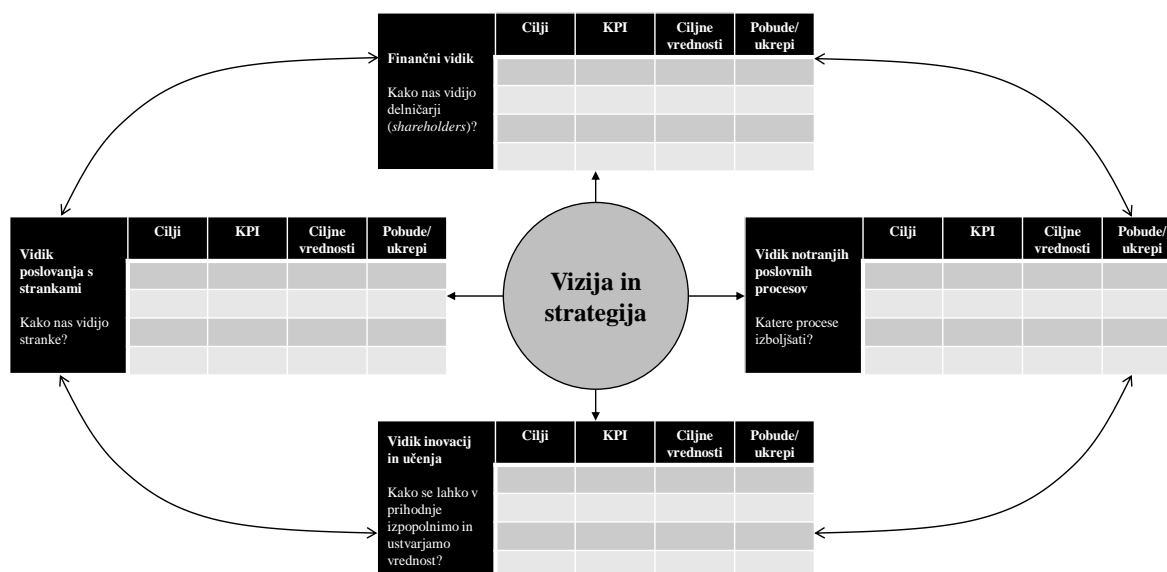 Finančni vidik
Kako nas vidijo
delničarji
(shareholders)?
Cilji
KPI
Ciljne
vrednosti
Pobude/
ukrepi
Vidik
poslovanja s
strankami
Kako nas vidijo
stranke?
Cilji
KPI
Ciljne
vrednosti
Pobude/
ukrepi
Vizija in
strategija
Vidik notranjih
poslovnih
procesov
Katere procese
izboljšati?
Cilji
KPI
Ciljne
vrednosti
Pobude/
ukrepi
Vidik inovacij
in učenja
Kako se lahko v
prihodnje
izpopolnimo in
ustvarjamo
vrednost?
Cilji
KPI
Ciljne
vrednosti
Pobude/
ukrepi